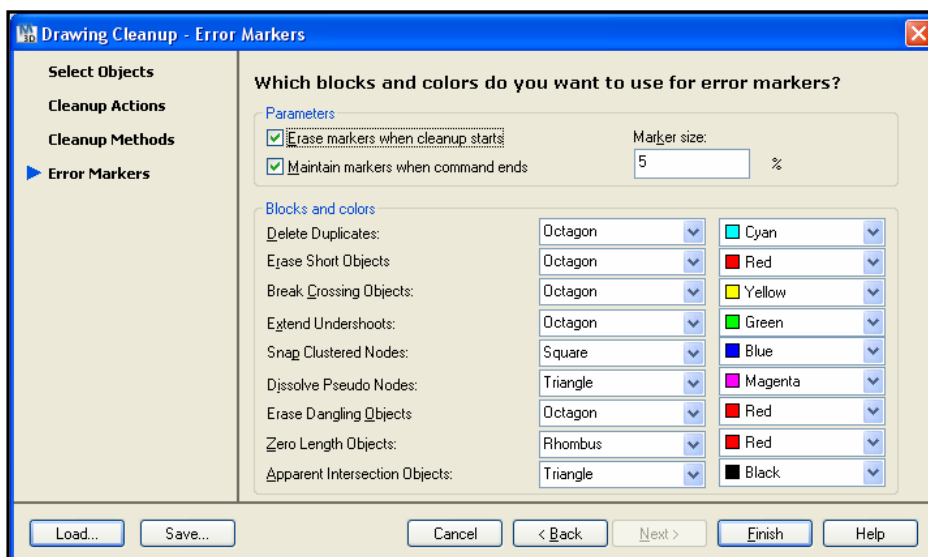 Drawing Cleanup - Error Markers
Select Objects
Cleanup Actions
Cleanup Methods
Error Markers
Which blocks and colors do you want to use for error markers?
Parameters
Erase markers when cleanup starts
Marker size:
Maintain markers when command ends
5 %
Blocks and colors
Delete Duplicates: Octagon Cyan
Erase Short Objects Octagon Red
Break Crossing Objects: Octagon Yellow
Extend Undershoots: Octagon Green
Snap Clustered Nodes: Square Blue
Dissolve Pseudo Nodes: Triangle Magenta
Erase Dangling Objects Octagon Red
Zero Length Objects: Rhombus Red
Apparent Intersection Objects: Triangle Black
Load... Save... Cancel < Back Next > Finish Help